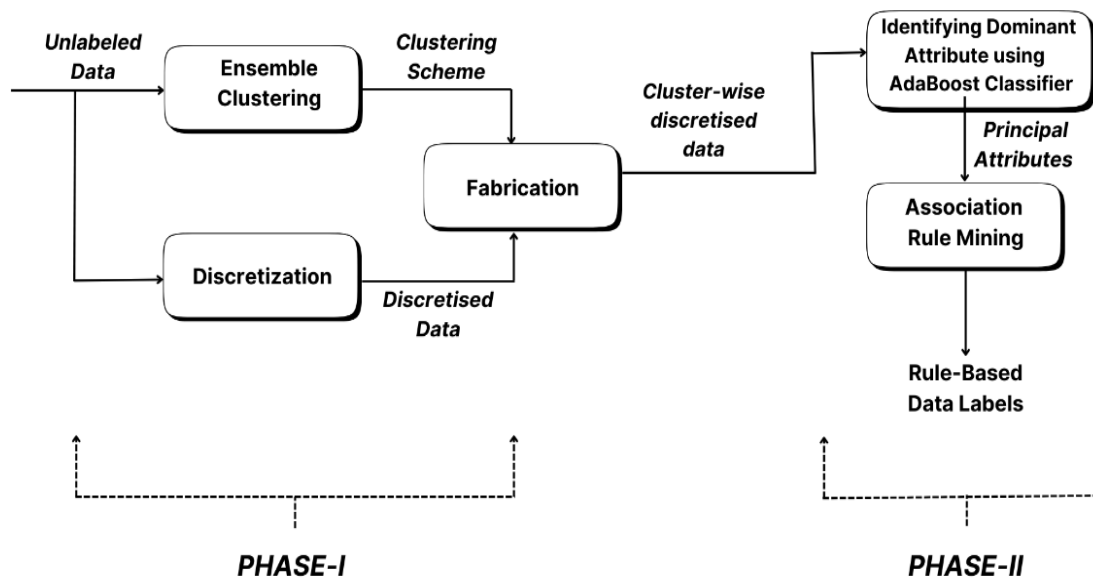 Unlabeled
Data
Ensemble
Clustering
Clustering
Scheme
Discretization
Discretised
Data
Fabrication
Cluster-wise
discretised
data
Identifying Dominant
Attribute using
AdaBoost Classifier
Principal
Attributes
Association
Rule Mining
Rule-Based
Data Labels
PHASE-I
PHASE-II